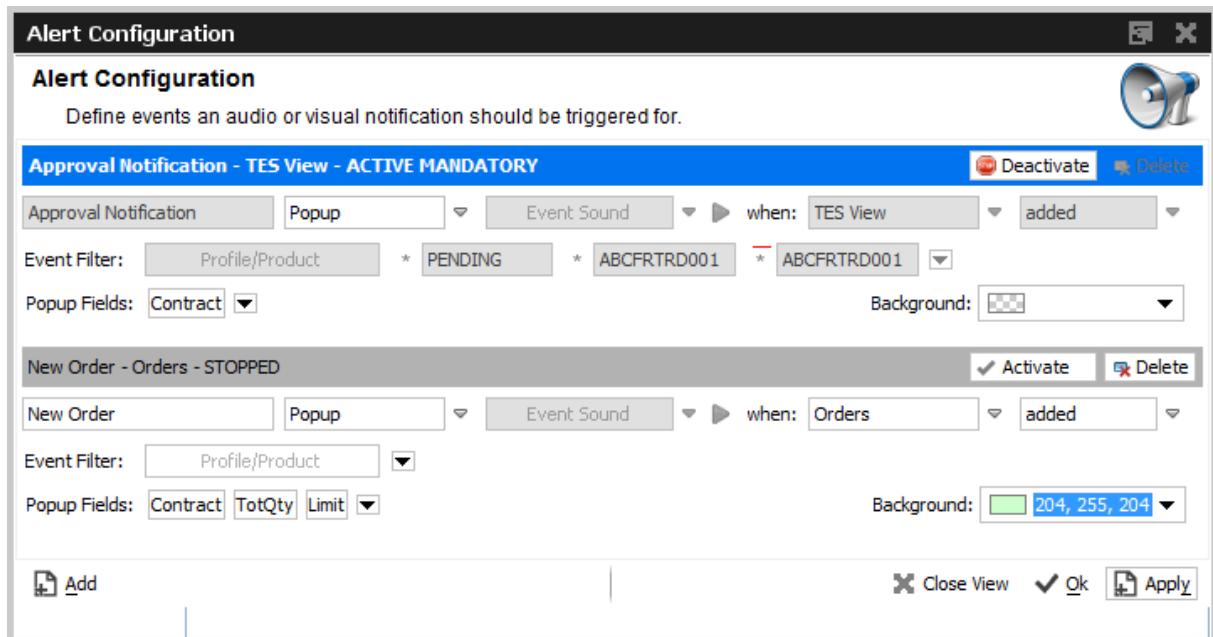 Alert Configuration
Alert Configuration
Define events an audio or visual notification should be triggered for.
Approval Notification - TES View - ACTIVE MANDATORY Deactivate Delete
Approval Notification Popup Event Sound when: TES View added
Event Filter: Profile/Product * PENDING * ABCFRTRD001 * ABCFRTRD001
Popup Fields: Contract Background:
New Order - Orders - STOPPED Activate Delete
New Order Popup Event Sound when: Orders added
Event Filter: Profile/Product
Popup Fields: Contract TotQty Limit Background: 204, 255, 204
Add Close View Ok Apply